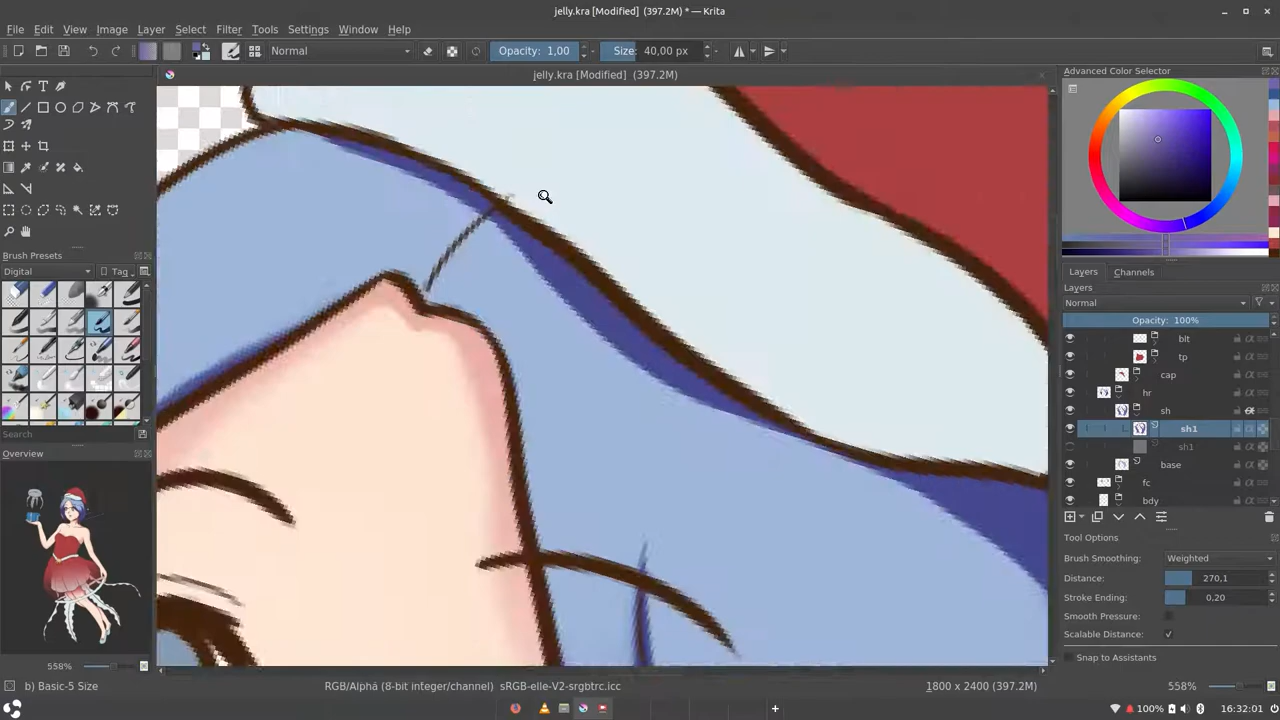 jelly.kra [Modified] (397.2M) * — Krita
File Edit View Image Layer Select Filter Tools Settings Window Help
Normal Opacity: 1,00 Size: 40,00 px
jelly.kra [Modified] (397.2M)
Advanced Color Selector
Brush Presets
Digital Tag
Search
Overview
558%
Layers Channels
Layers
Normal
Opacity: 100%
blt
tp
cap
hr
sh
sh1
sh1
base
fc
bdy
Tool Options
Brush Smoothing: Weighted
Distance: 270,1
Stroke Ending: 0.20
Smooth Pressure:
Scalable Distance:
Snap to Assistants
b) Basic-5 Size RGB/Alpha (8-bit integer/channel) sRGB-elle-V2-srgbtrc.icc 1800 x 2400 (397.2M) 558%
100% 16:32:01